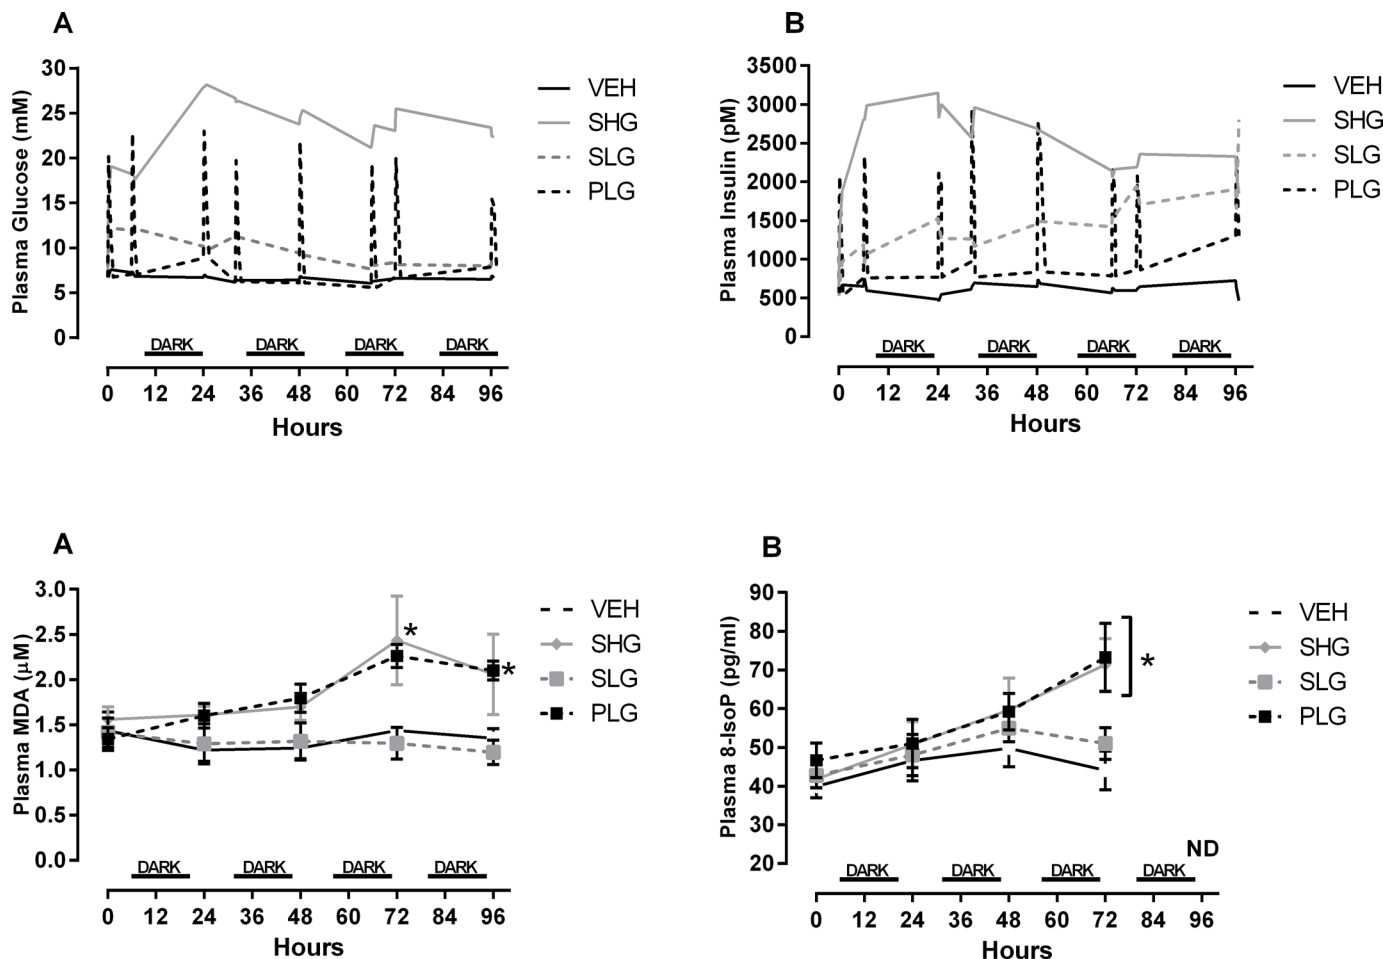 A
Plasma Glucose (mM)
30
25
20
15
10
5
0
VEH
SHG
SLG
PLG
DARK DARK DARK DARK
0 12 24 36 48 60 72 84 96
Hours
B
Plasma Insulin (pM)
3500
3000
2500
2000
1500
1000
500
0
VEH
SHG
SLG
PLG
DARK DARK DARK DARK
0 12 24 36 48 60 72 84 96
Hours
A
Plasma MDA (µM)
3.0
2.5
2.0
1.5
1.0
0.5
0.0
*
*
VEH
SHG
SLG
PLG
DARK DARK DARK DARK
0 12 24 36 48 60 72 84 96
Hours
B
Plasma 8-IsoP (pg/ml)
90
80
70
60
50
40
30
20
*
VEH
SHG
SLG
PLG
ND
DARK DARK DARK DARK
0 12 24 36 48 60 72 84 96
Hours